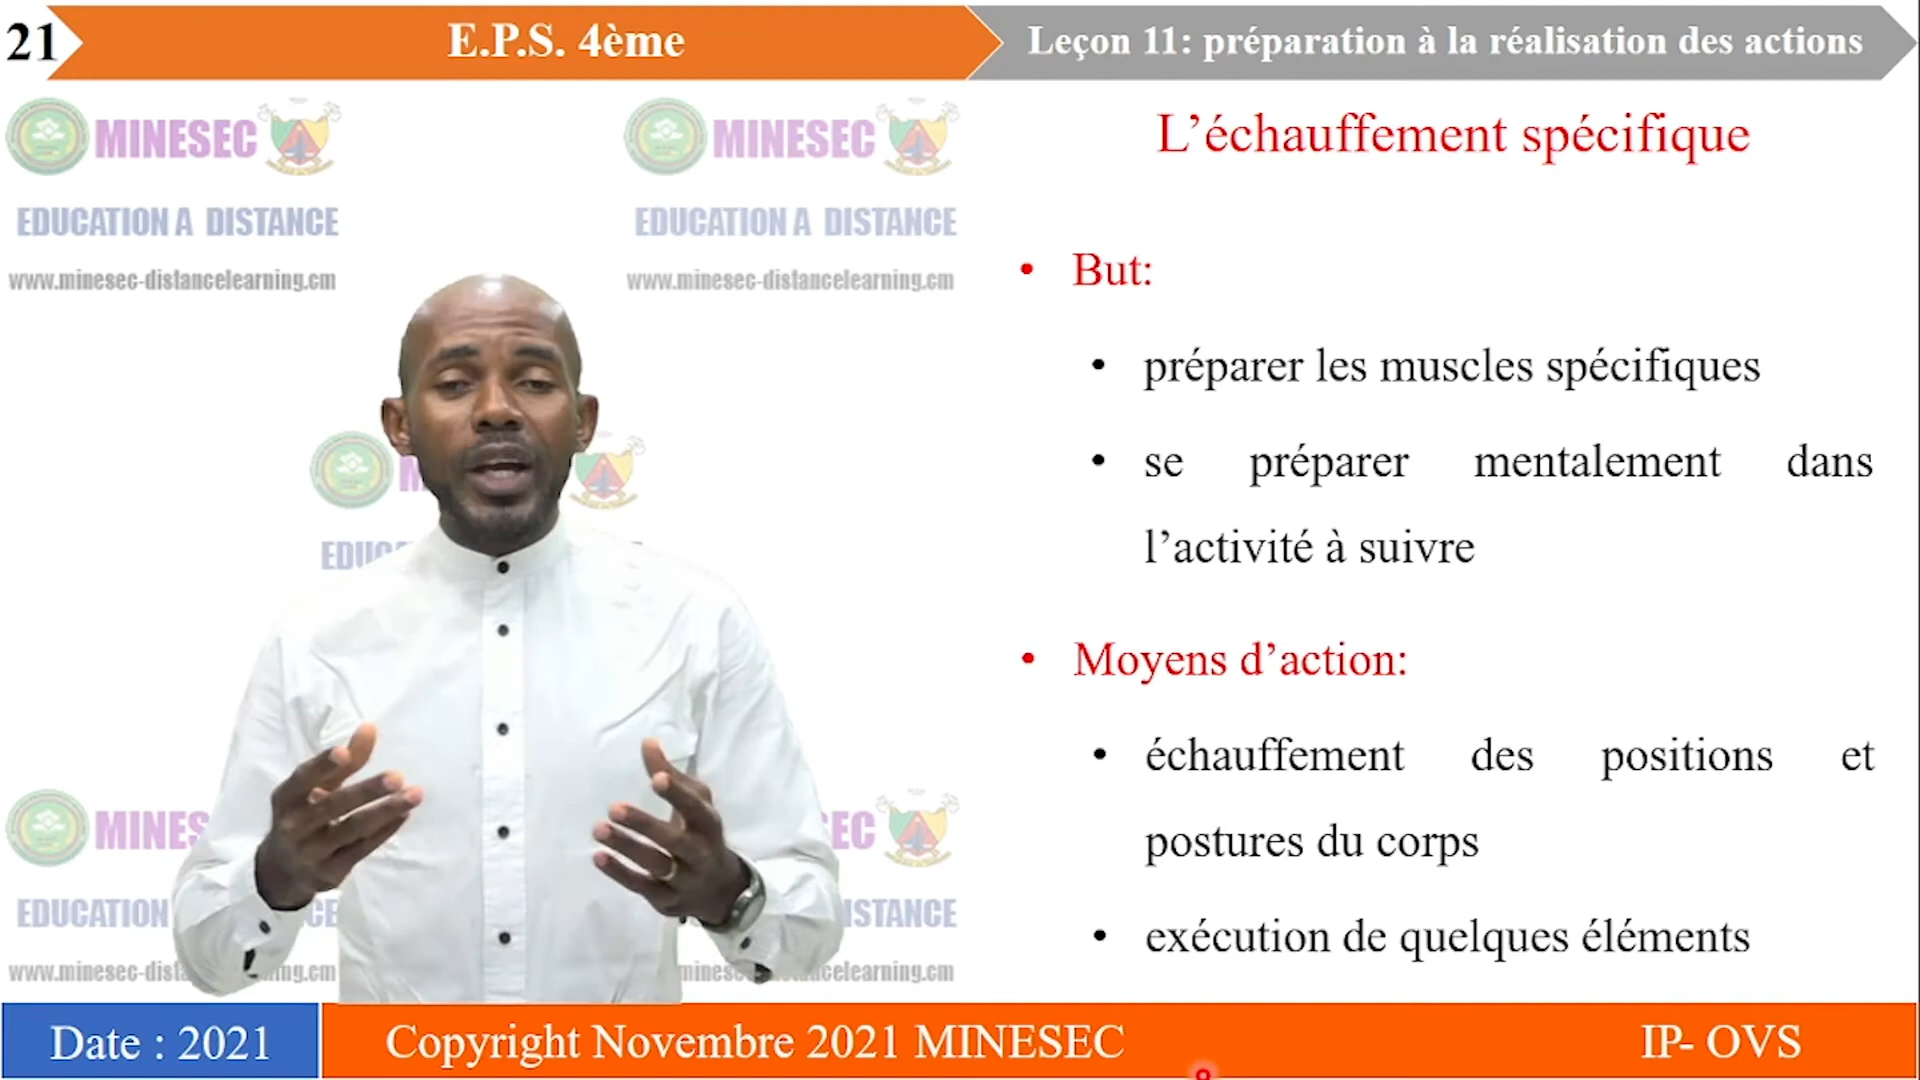 21
E.P.S. 4ème
Leçon 11: préparation à la réalisation des actions
MINESEC
MINESEC
EDUCATION A DISTANCE
EDUCATION A DISTANCE
www.minesec-distancelearning.cm
www.minesec-distancelearning.cm
L’échauffement spécifique
• But:
• préparer les muscles spécifiques
• se préparer mentalement dans
l’activité à suivre
• Moyens d’action:
• échauffement des positions et
postures du corps
• exécution de quelques éléments
Date : 2021
Copyright Novembre 2021 MINESEC
IP- OVS